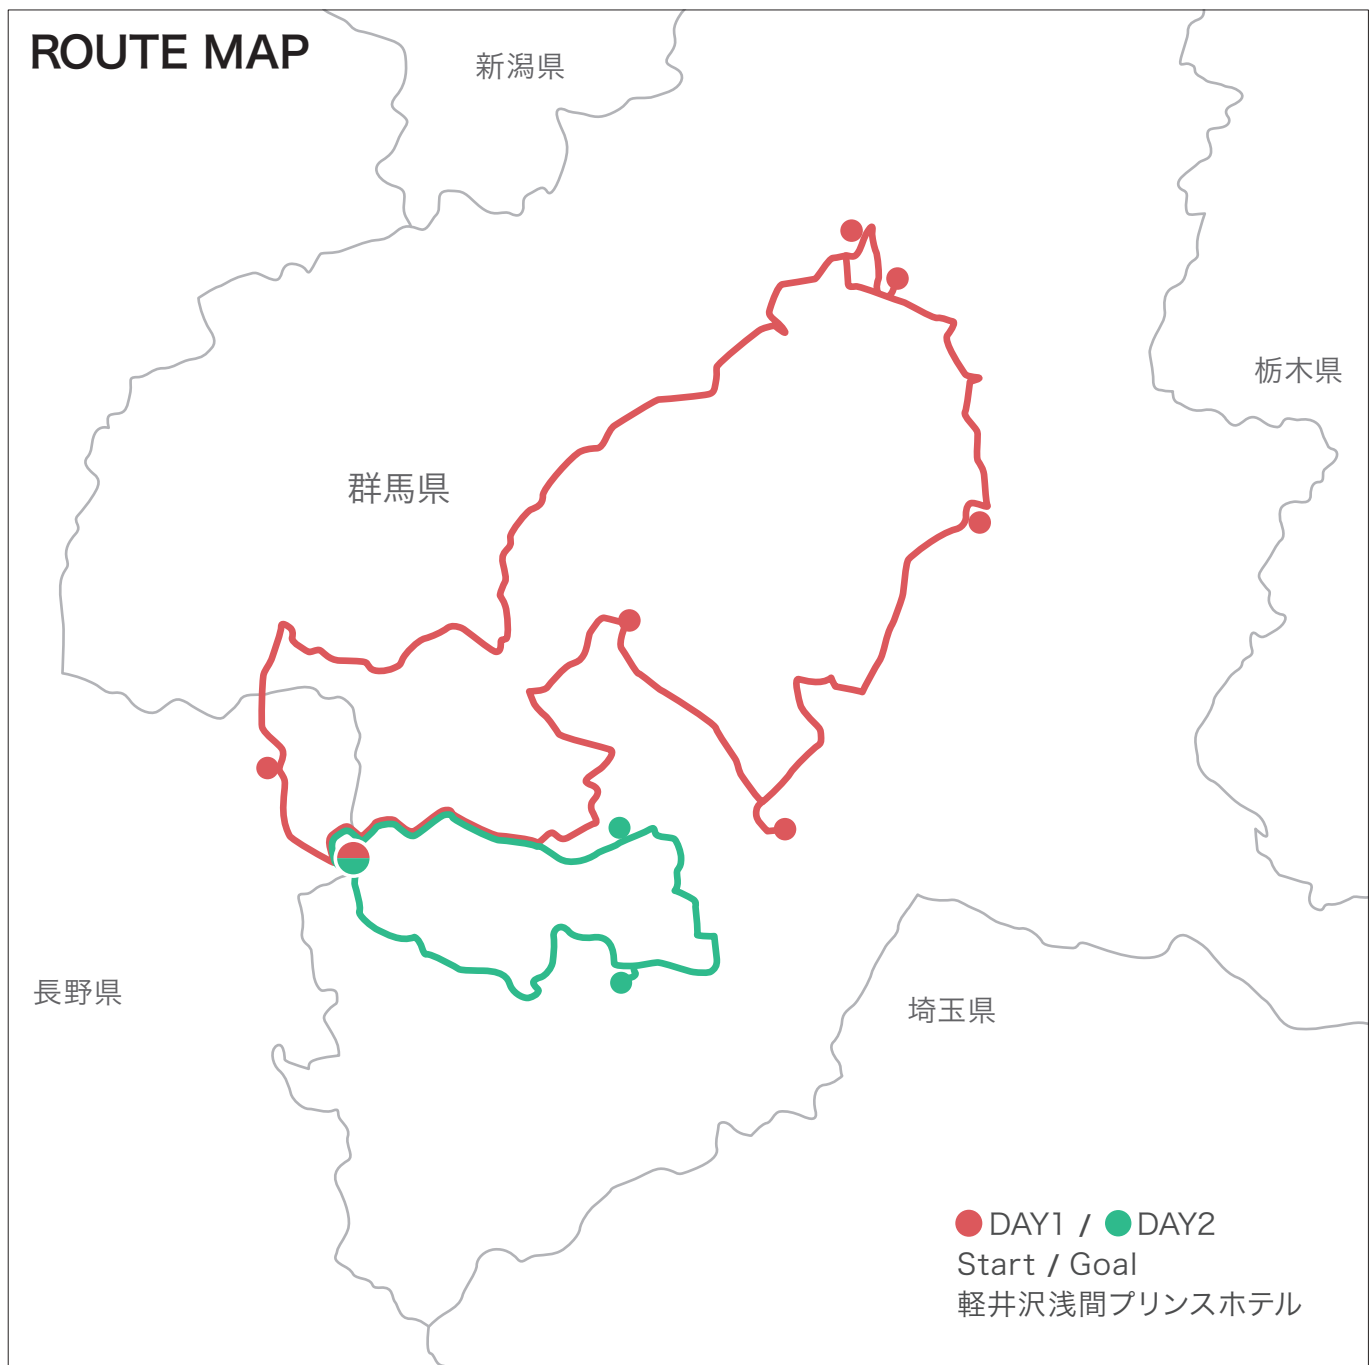 ROUTE MAP
新潟県
栃木県
群馬県
長野県
埼玉県
DAY1 / DAY2
Start / Goal
軽井沢浅間プリンスホテル